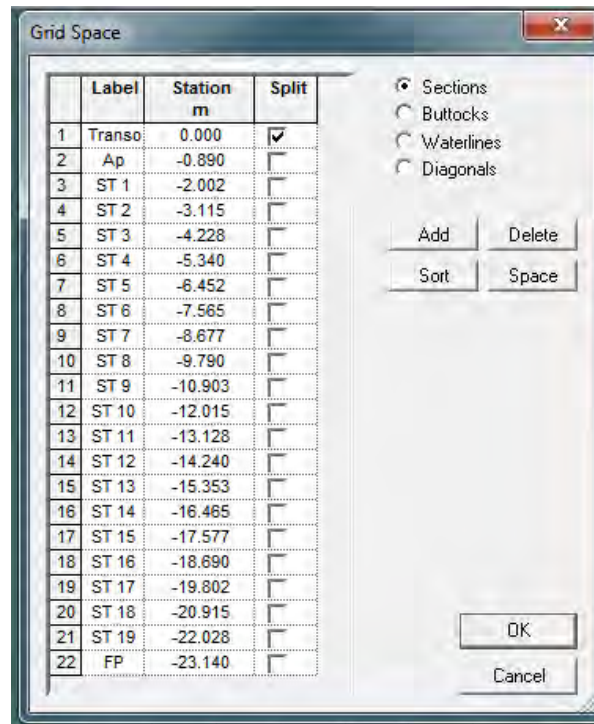 Grid Space
Label Station m Split
1 Transo 0.000
2 Ap -0.890
3 ST 1 -2.002
4 ST 2 -3.115
5 ST 3 -4.228
6 ST 4 -5.340
7 ST 5 -6.452
8 ST 6 -7.565
9 ST 7 -8.677
10 ST 8 -9.790
11 ST 9 -10.903
12 ST 10 -12.015
13 ST 11 -13.128
14 ST 12 -14.240
15 ST 13 -15.353
16 ST 14 -16.465
17 ST 15 -17.577
18 ST 16 -18.690
19 ST 17 -19.802
20 ST 18 -20.915
21 ST 19 -22.028
22 FP -23.140
Sections
Buttocks
Waterlines
Diagonals
Add Delete
Sort Space
OK
Cancel